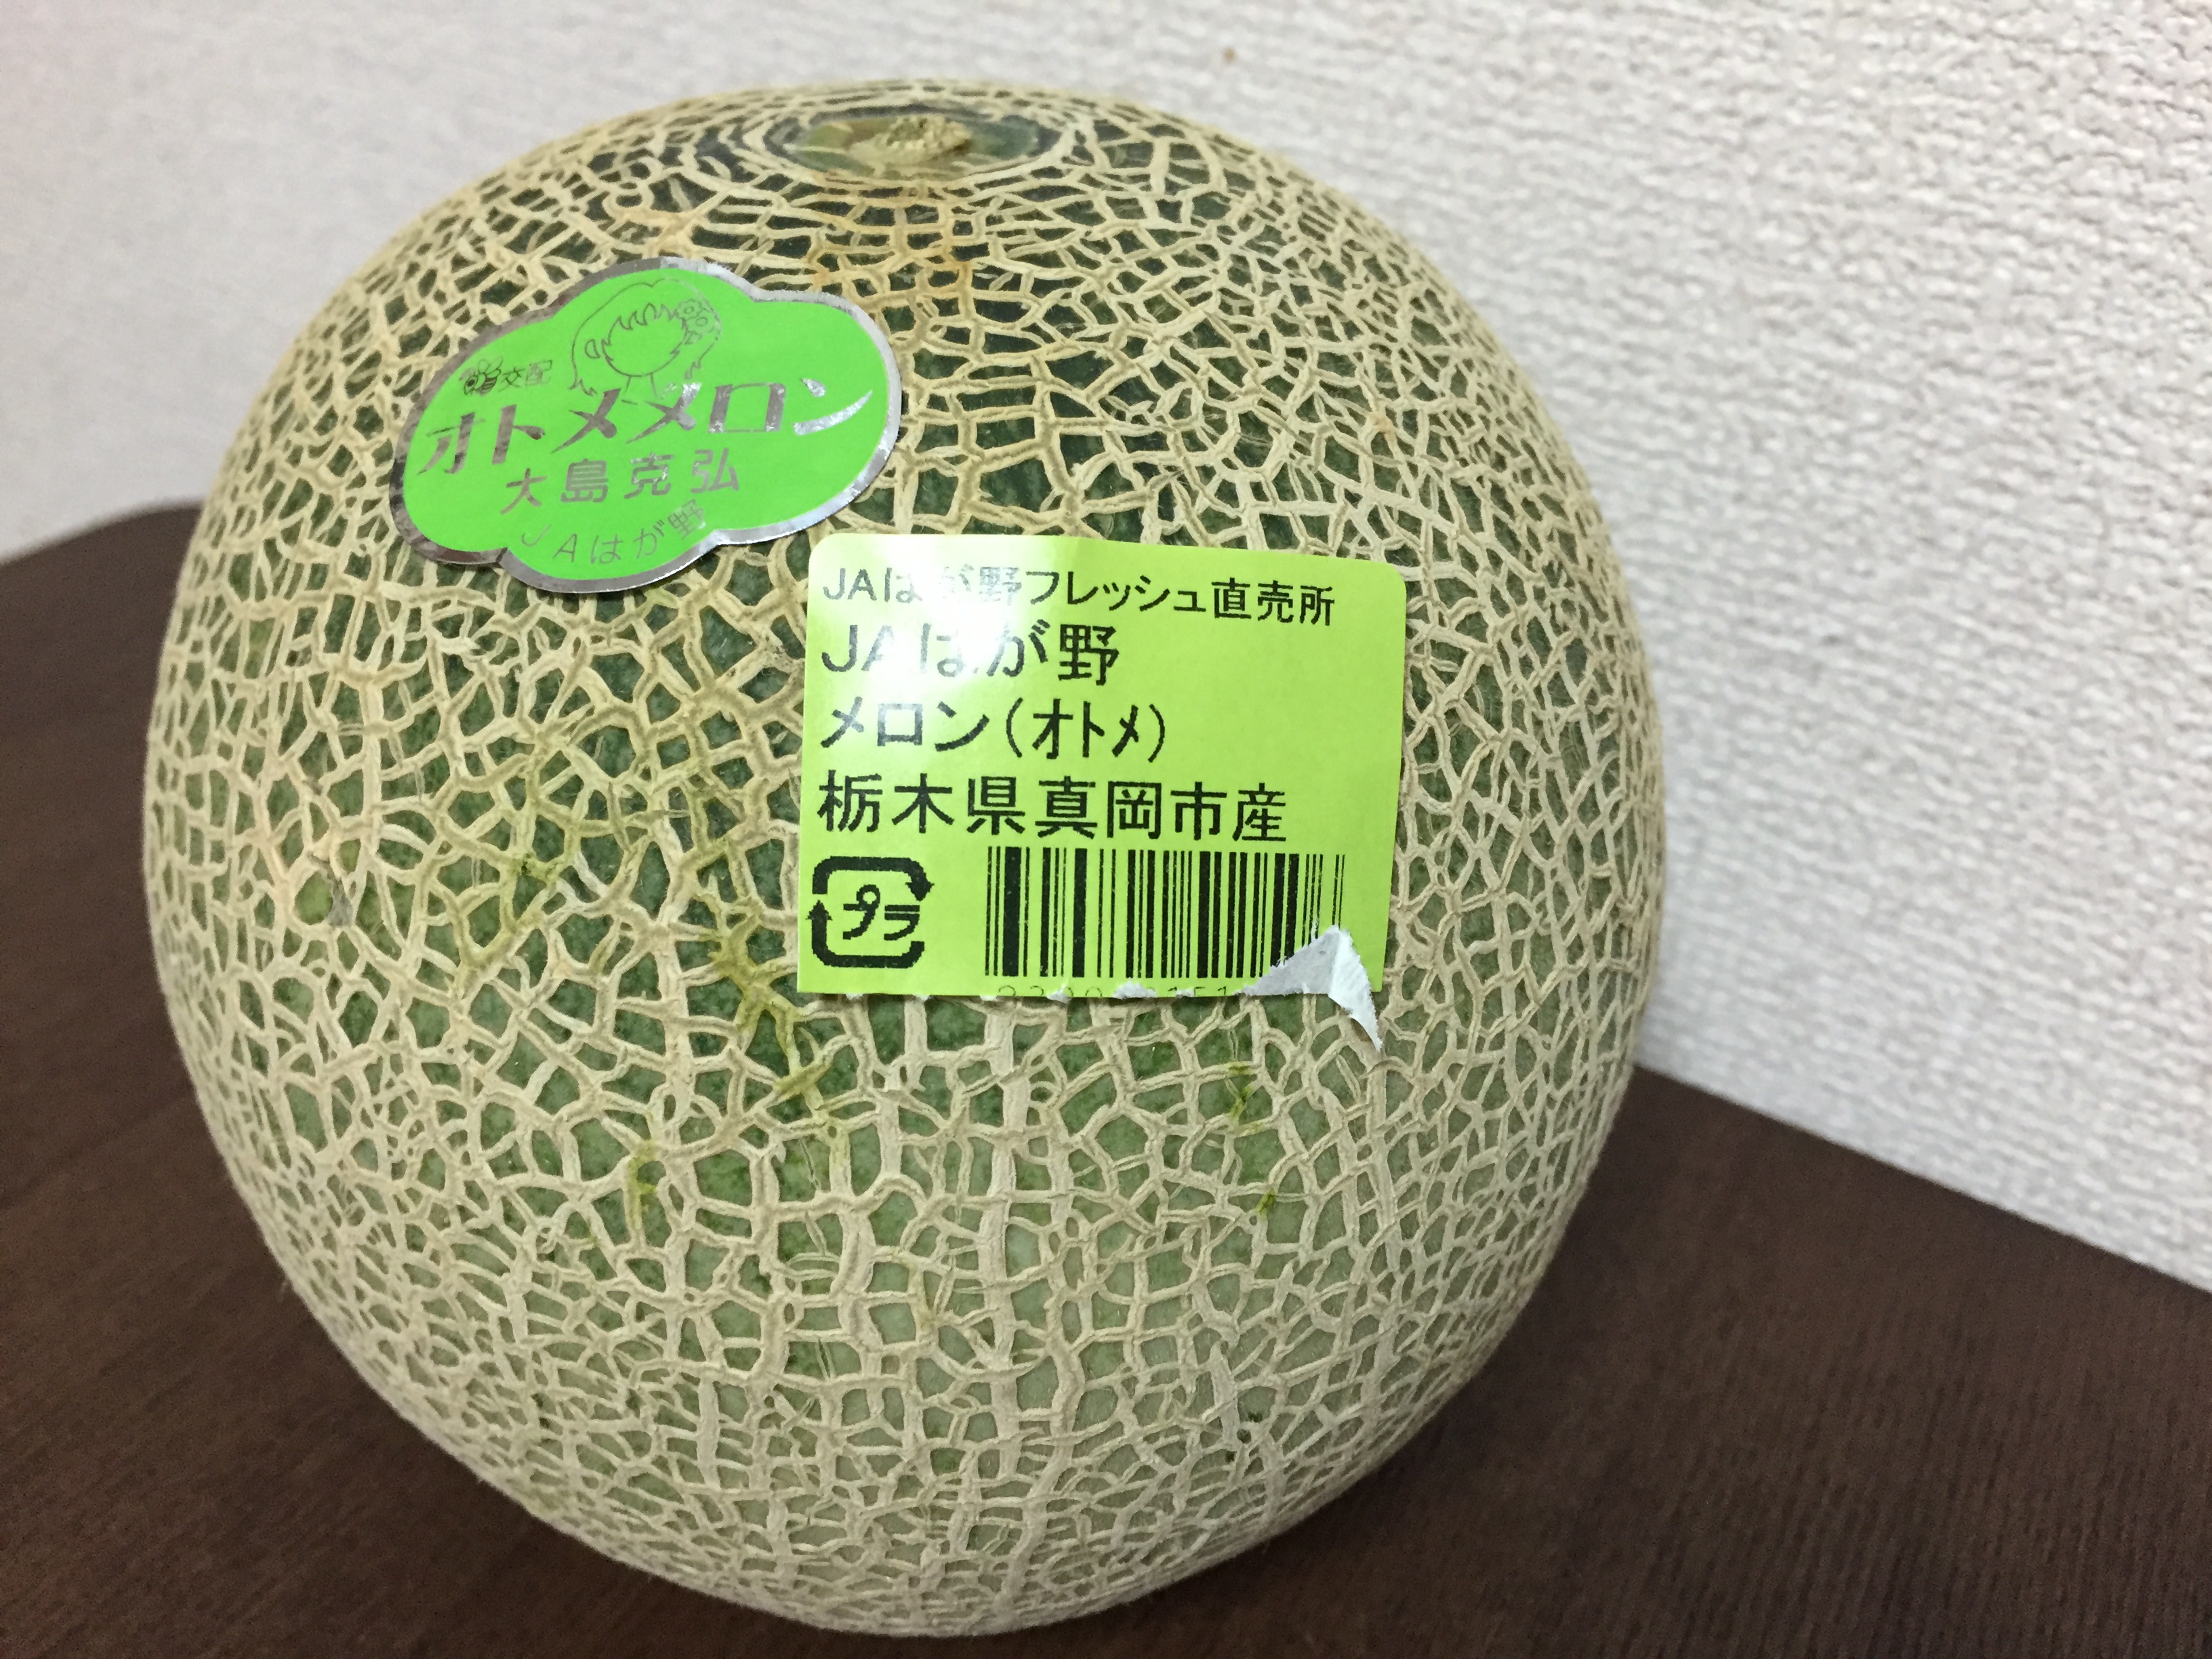 交配
オトメメロン
大島克弘
JAはが野
JAはが野フレッシュ直売所
JAはが野
メロン(オトメ)
栃木県真岡市産
プラ